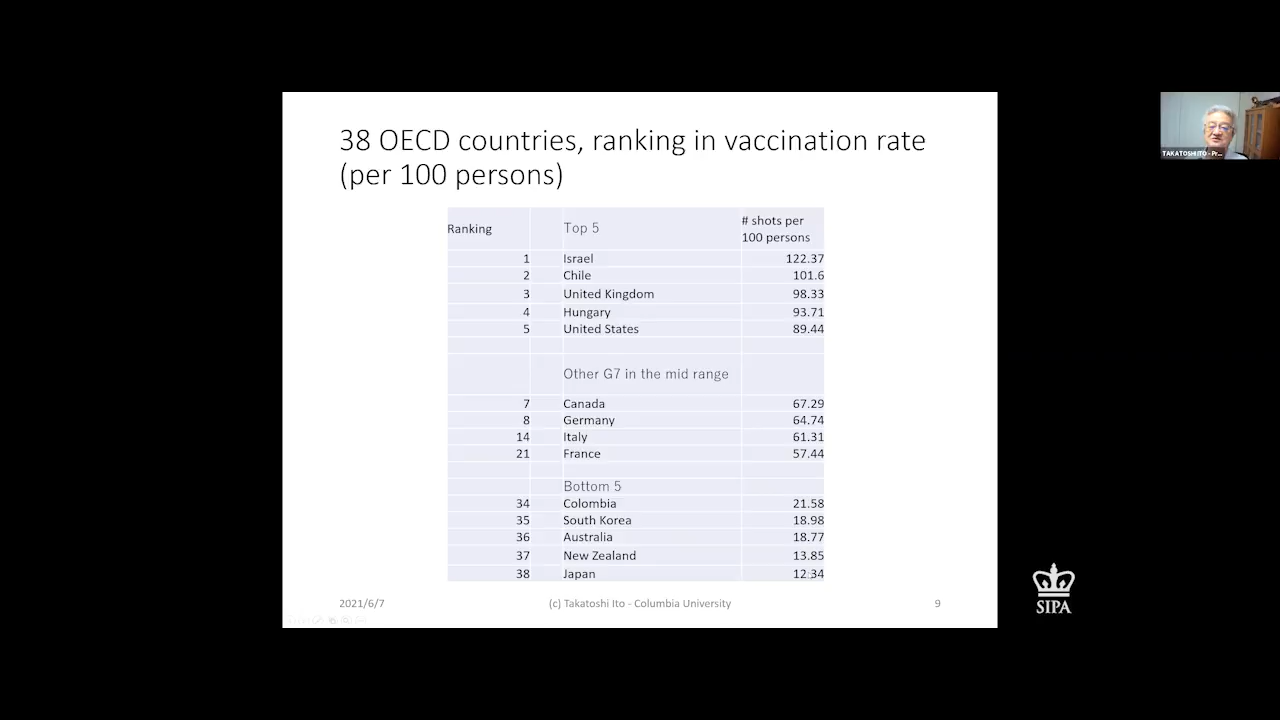 38 OECD countries, ranking in vaccination rate
(per 100 persons)
Ranking Top 5 # shots per
100 persons
1 Israel 122.37
2 Chile 101.6
3 United Kingdom 98.33
4 Hungary 93.71
5 United States 89.44
Other G7 in the mid range
7 Canada 67.29
8 Germany 64.74
14 Italy 61.31
21 France 57.44
Bottom 5
34 Colombia 21.58
35 South Korea 18.98
36 Australia 18.77
37 New Zealand 13.85
38 Japan 12.34
2021/6/7 (c) Takatoshi Ito - Columbia University 9
TAKATOSHI ITO - Pr...
SIPA